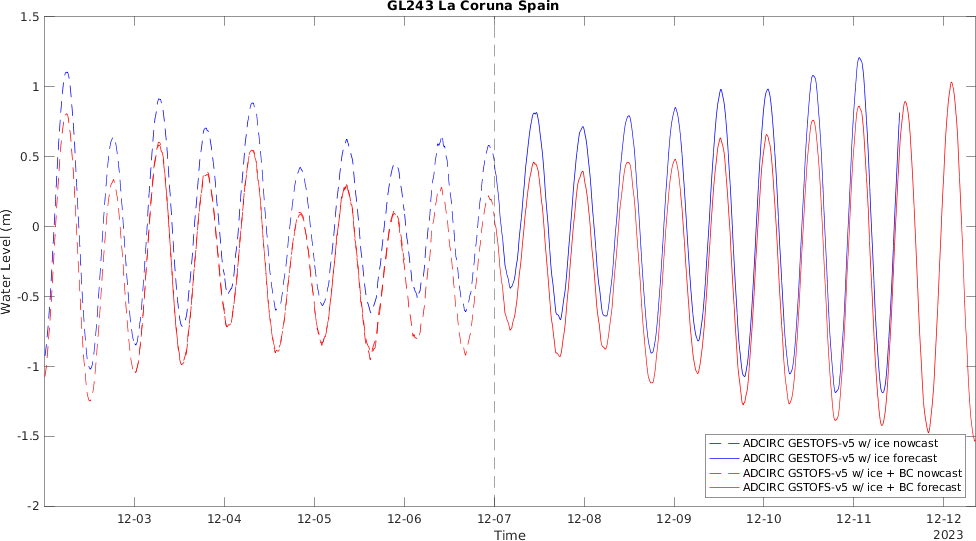 GL243 La Coruna Spain
1.5
1
0.5
0
-0.5
-1
-1.5
-2
Water Level (m)
ADCIRC GESTOFS-v5 w/ ice nowcast
ADCIRC GESTOFS-v5 w/ ice forecast
ADCIRC GSTOFS-v5 w/ ice + BC nowcast
ADCIRC GSTOFS-v5 w/ ice + BC forecast
12-03 12-04 12-05 12-06 12-07 12-08 12-09 12-10 12-11 12-12
Time
2023